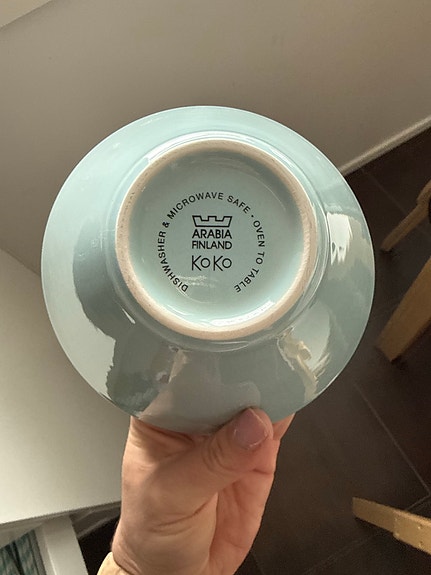 DISHWASHER & MICROWAVE SAFE • OVEN TO TABLE
ARABIA
FINLAND
KoKo